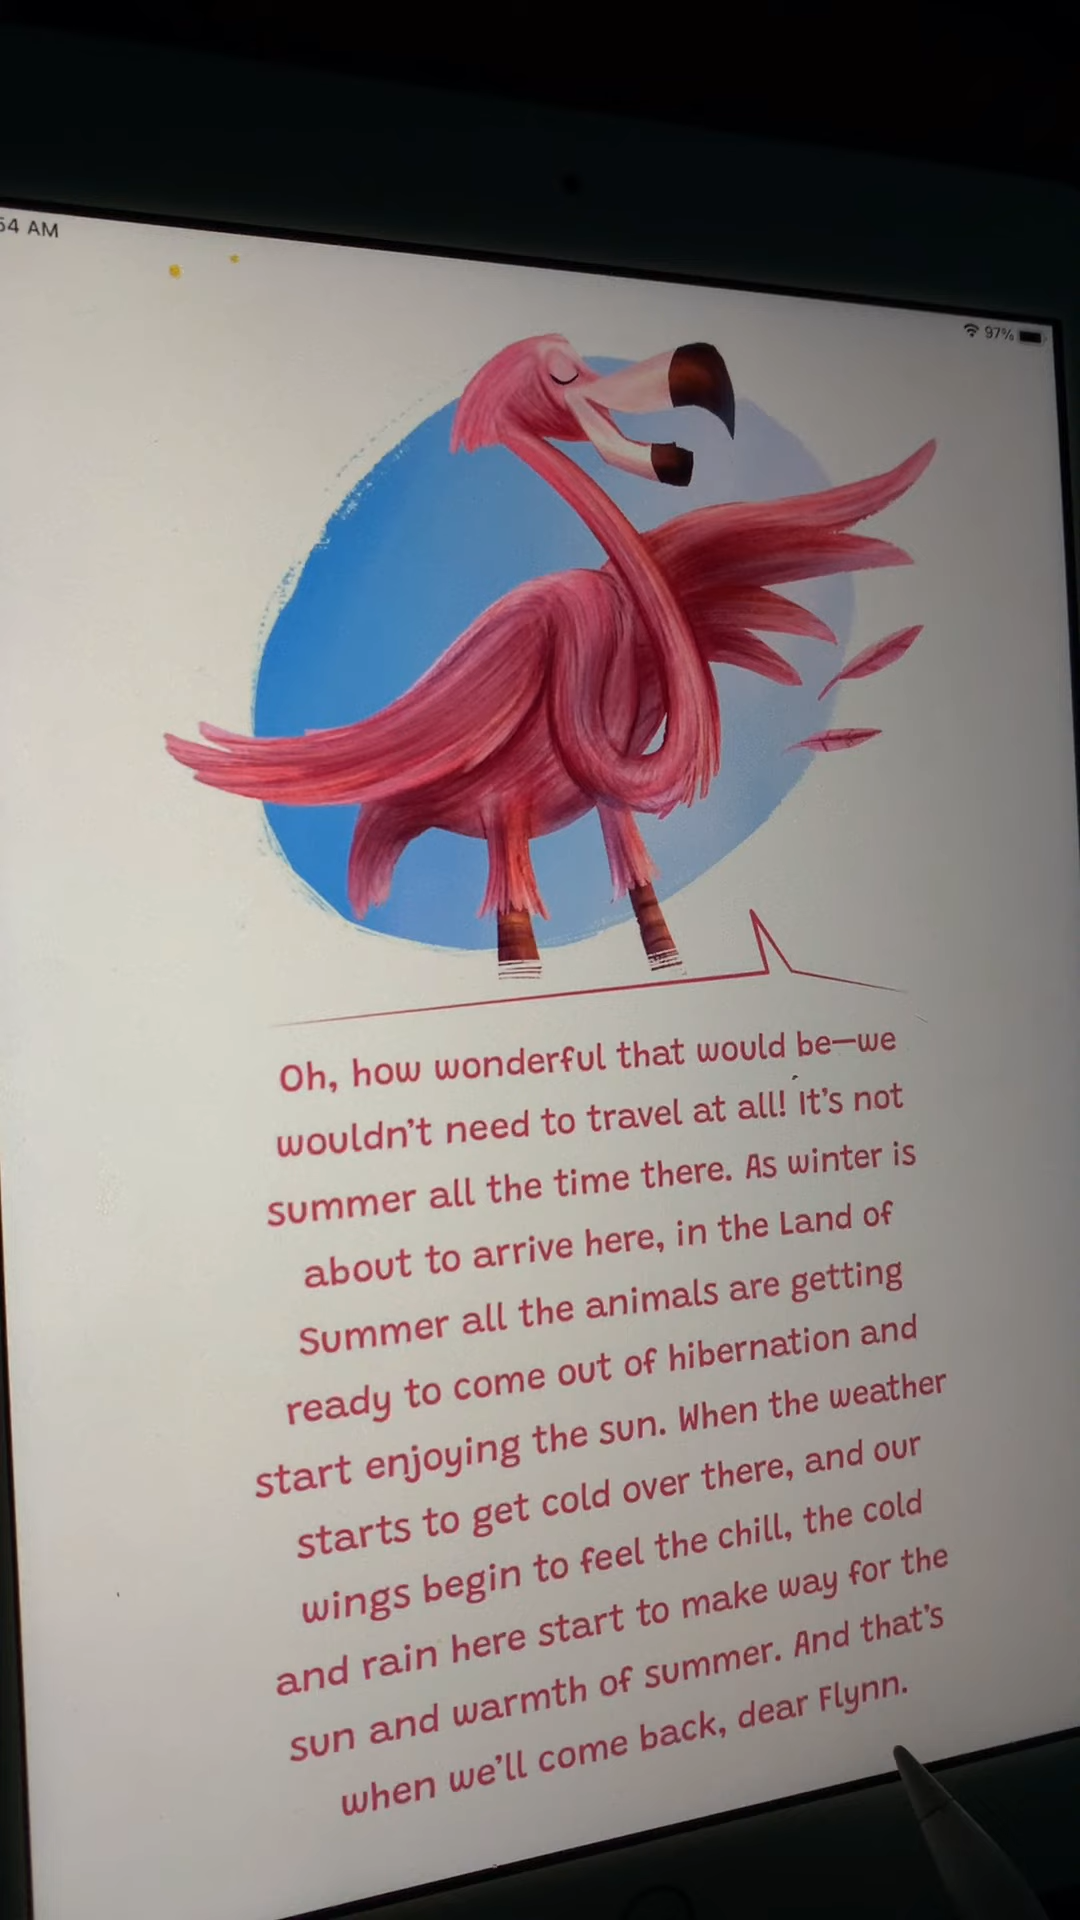 54 AM
97%
Oh, how wonderful that would be—we
wouldn't need to travel at all! It's not
summer all the time there. As winter is
about to arrive here, in the Land of
Summer all the animals are getting
ready to come out of hibernation and
start enjoying the sun. When the weather
starts to get cold over there, and our
wings begin to feel the chill, the cold
and rain here start to make way for the
sun and warmth of summer. And that's
when we'll come back, dear Flynn.